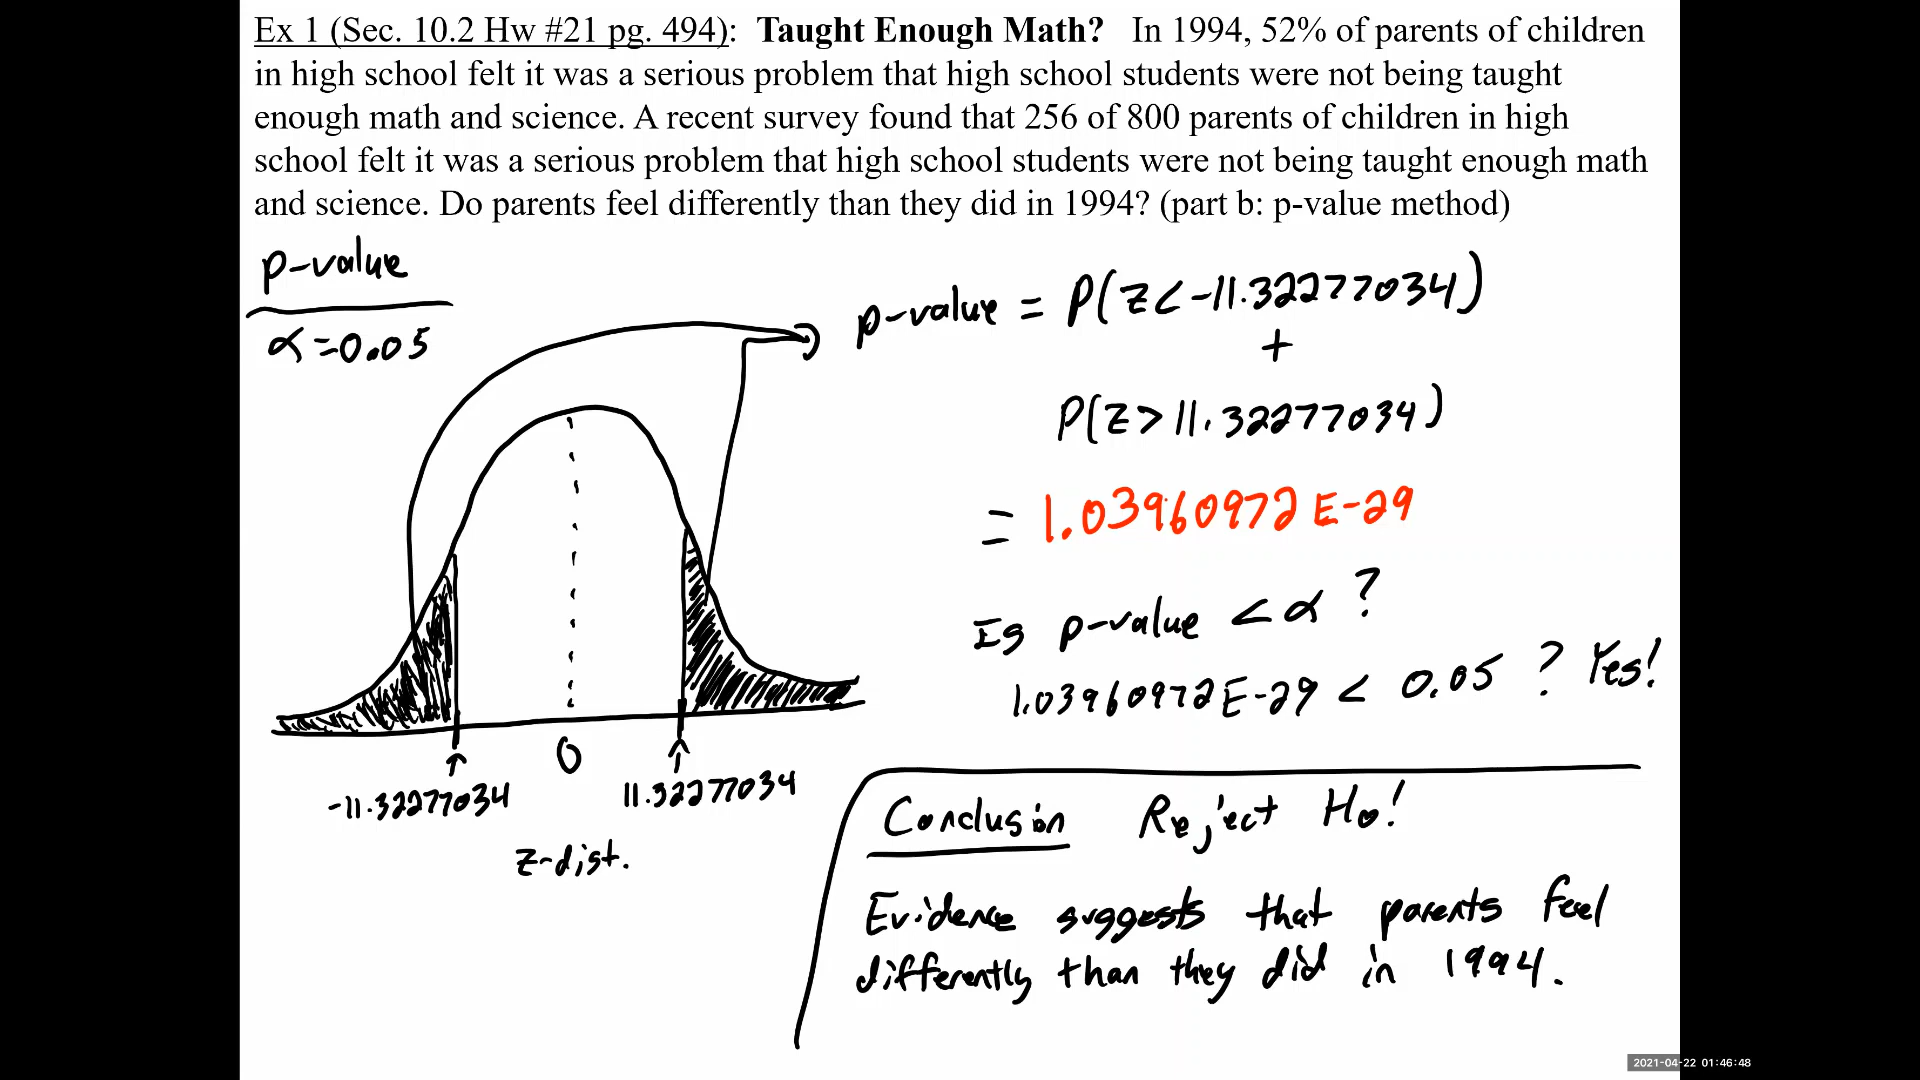 Ex 1 (Sec. 10.2 Hw #21 pg. 494): Taught Enough Math? In 1994, 52% of parents of children
in high school felt it was a serious problem that high school students were not being taught
enough math and science. A recent survey found that 256 of 800 parents of children in high
school felt it was a serious problem that high school students were not being taught enough math
and science. Do parents feel differently than they did in 1994? (part b: p-value method)
p-value
α=0.05
p-value = P(Z<-11.32277034)
+
P(Z>11.32277034)
= 1.03960972E-29
Is p-value < α ?
1.03960972E-29 < 0.05 ? Yes!
0
-11.32277034
11.32277034
z-dist.
Conclusion Reject H₀!
Evidence suggests that parents feel
differently than they did in 1994.
2021-04-22 01:46:48